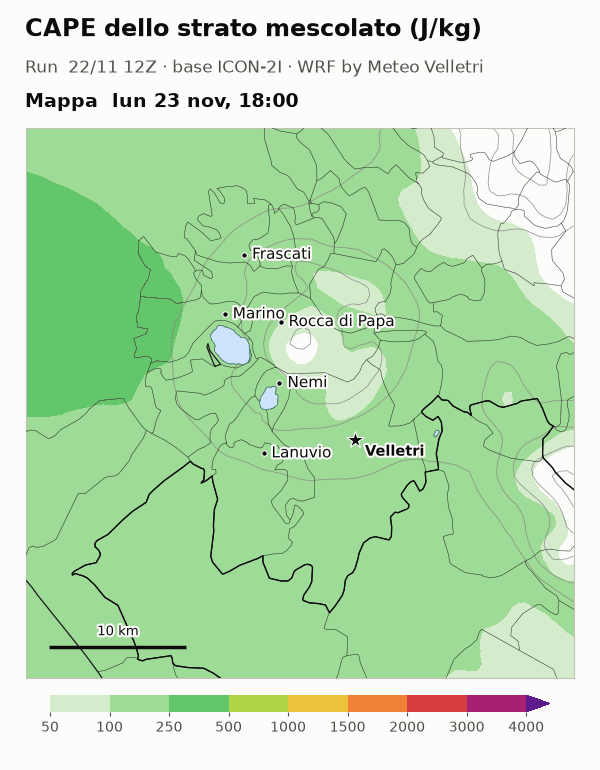 CAPE dello strato mescolato (J/kg)
Run 22/11 12Z · base ICON-2I · WRF by Meteo Velletri
Mappa lun 23 nov, 18:00
Frascati
Marino
Rocca di Papa
Nemi
Velletri
Lanuvio
10 km
50 100 250 500 1000 1500 2000 3000 4000